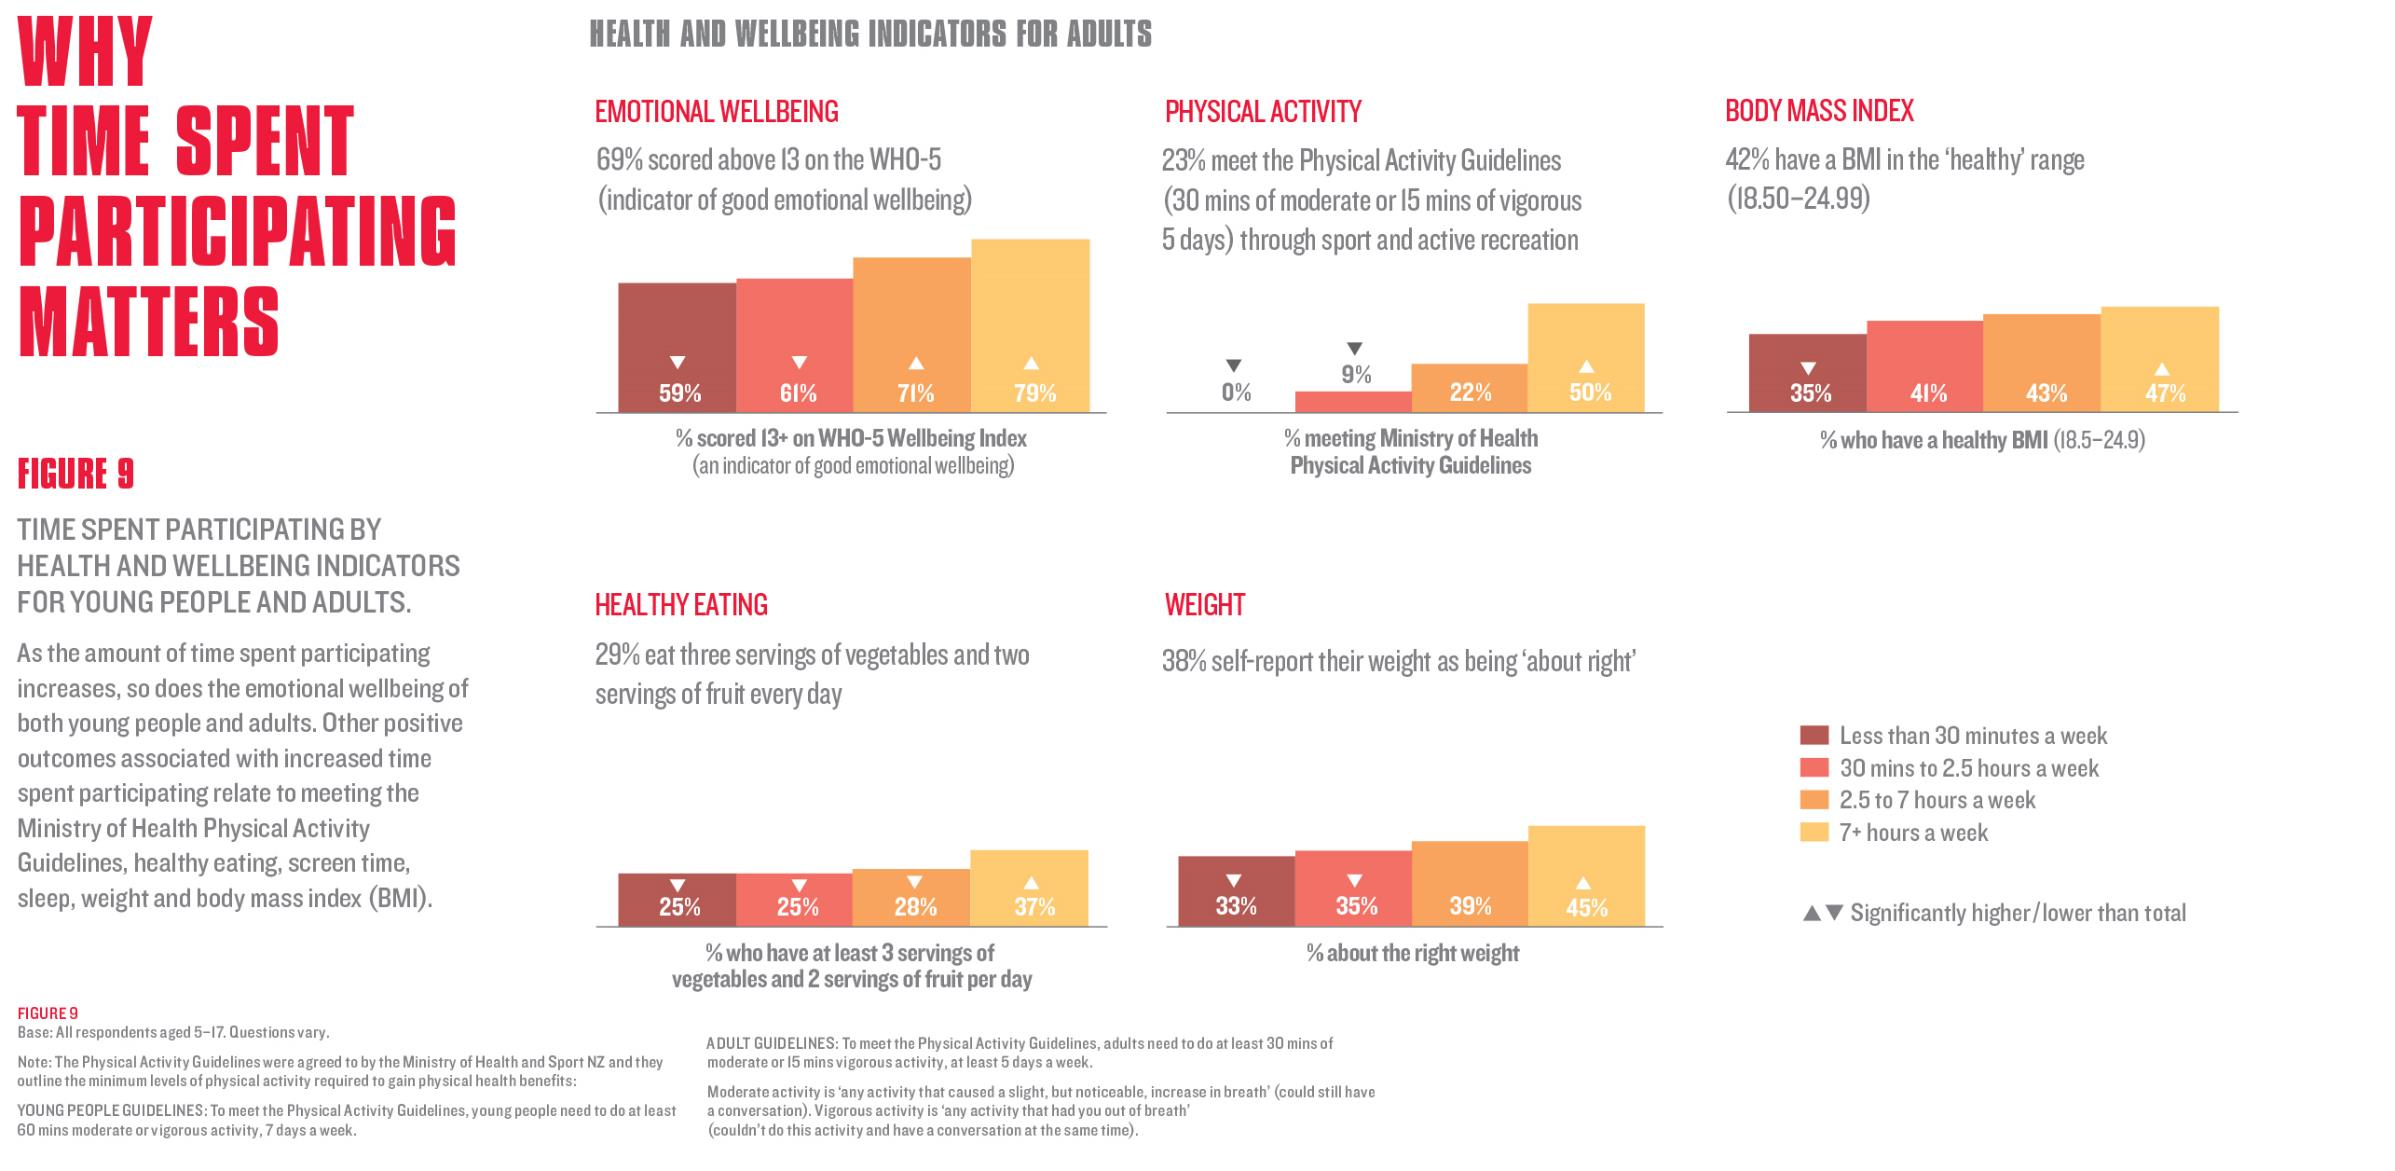 WHY
TIME SPENT
PARTICIPATING
MATTERS
FIGURE 9
TIME SPENT PARTICIPATING BY
HEALTH AND WELLBEING INDICATORS
FOR YOUNG PEOPLE AND ADULTS.
As the amount of time spent participating
increases, so does the emotional wellbeing of
both young people and adults. Other positive
outcomes associated with increased time
spent participating relate to meeting the
Ministry of Health Physical Activity
Guidelines, healthy eating, screen time,
sleep, weight and body mass index (BMI).
HEALTH AND WELLBEING INDICATORS FOR ADULTS
EMOTIONAL WELLBEING
69% scored above 13 on the WHO-5
(indicator of good emotional wellbeing)
▼ ▼ ▲ ▲
59% 61% 71% 79%
% scored 13+ on WHO-5 Wellbeing Index
(an indicator of good emotional wellbeing)
PHYSICAL ACTIVITY
23% meet the Physical Activity Guidelines
(30 mins of moderate or 15 mins of vigorous
5 days) through sport and active recreation
▼ ▼ ▲
0% 9% 22% 50%
% meeting Ministry of Health
Physical Activity Guidelines
BODY MASS INDEX
42% have a BMI in the ‘healthy’ range
(18.50–24.99)
▼ ▲
35% 41% 43% 47%
% who have a healthy BMI (18.5–24.9)
HEALTHY EATING
29% eat three servings of vegetables and two
servings of fruit every day
▼ ▼ ▼ ▲
25% 25% 28% 37%
% who have at least 3 servings of
vegetables and 2 servings of fruit per day
WEIGHT
38% self-report their weight as being ‘about right’
▼ ▼ ▲
33% 35% 39% 45%
% about the right weight
Less than 30 minutes a week
30 mins to 2.5 hours a week
2.5 to 7 hours a week
7+ hours a week
▲▼ Significantly higher/lower than total
FIGURE 9
Base: All respondents aged 5–17. Questions vary.
Note: The Physical Activity Guidelines were agreed to by the Ministry of Health and Sport NZ and they
outline the minimum levels of physical activity required to gain physical health benefits:
YOUNG PEOPLE GUIDELINES: To meet the Physical Activity Guidelines, young people need to do at least
60 mins moderate or vigorous activity, 7 days a week.
ADULT GUIDELINES: To meet the Physical Activity Guidelines, adults need to do at least 30 mins of
moderate or 15 mins vigorous activity, at least 5 days a week.
Moderate activity is ‘any activity that caused a slight, but noticeable, increase in breath’ (could still have
a conversation). Vigorous activity is ‘any activity that had you out of breath’
(couldn’t do this activity and have a conversation at the same time).